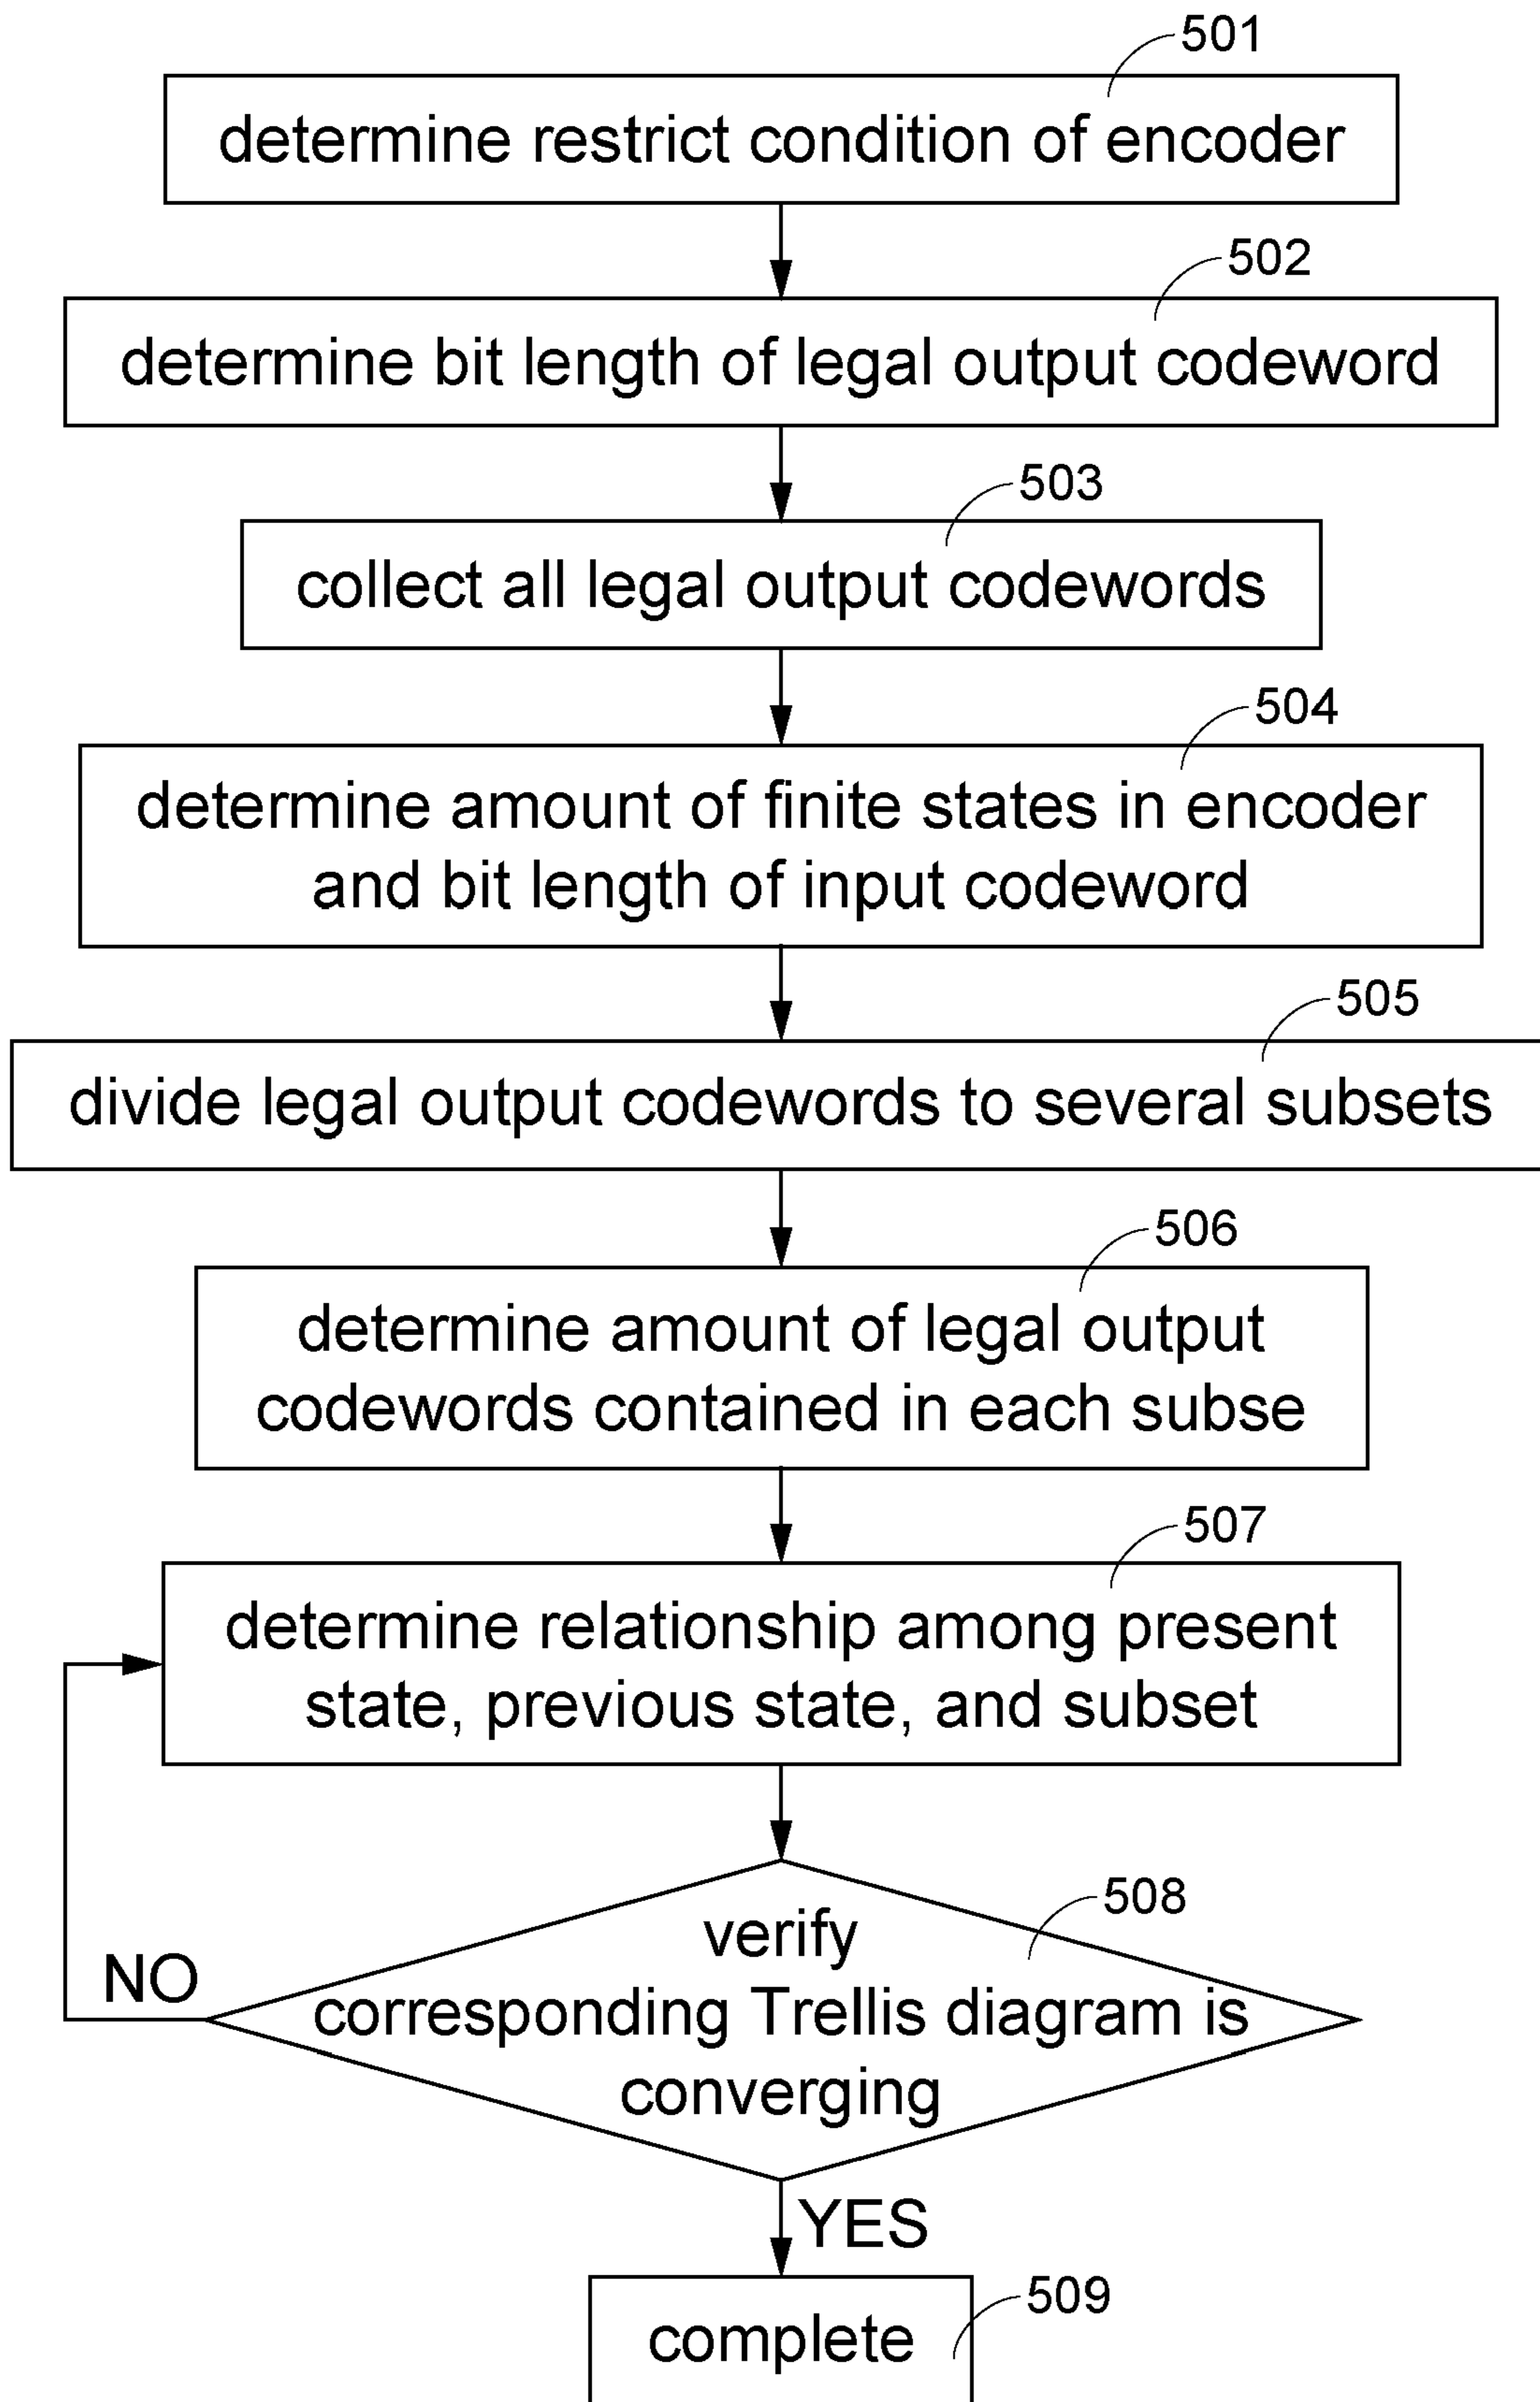 501
determine restrict condition of encoder
502
determine bit length of legal output codeword
503
collect all legal output codewords
504
determine amount of finite states in encoder
and bit length of input codeword
505
divide legal output codewords to several subsets
506
determine amount of legal output
codewords contained in each subse
507
determine relationship among present
state, previous state, and subset
508
verify
corresponding Trellis diagram is
converging
NO
YES
509
complete